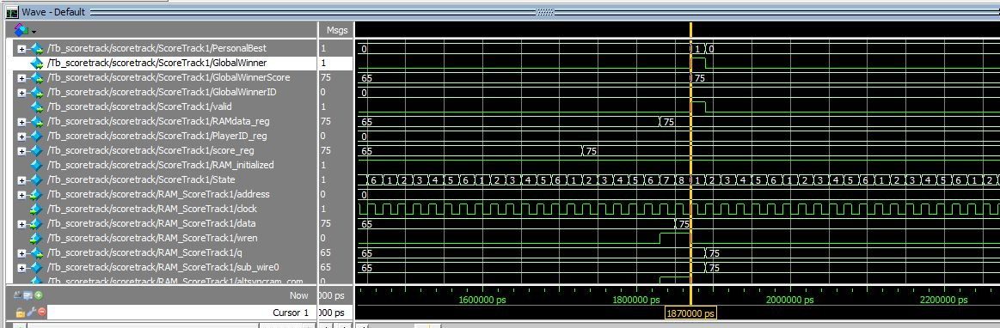 Wave - Default
Msgs
/Tb_scoretrack/scoretrack/ScoreTrack1/PersonalBest 1 0 1 0
/Tb_scoretrack/scoretrack/ScoreTrack1/GlobalWinner 1
/Tb_scoretrack/scoretrack/ScoreTrack1/GlobalWinnerScore 75 65 75
/Tb_scoretrack/scoretrack/ScoreTrack1/GlobalWinnerID 0 0
/Tb_scoretrack/scoretrack/ScoreTrack1/valid 1
/Tb_scoretrack/scoretrack/ScoreTrack1/RAMdata_reg 75 65 75
/Tb_scoretrack/scoretrack/ScoreTrack1/PlayerID_reg 0 0
/Tb_scoretrack/scoretrack/ScoreTrack1/score_reg 75 65 75
/Tb_scoretrack/scoretrack/ScoreTrack1/RAM_initialized 1
/Tb_scoretrack/scoretrack/ScoreTrack1/State 1 6 1 2 3 4 5 6 1 2 3 4 5 6 1 2 3 4 5 6 7 8 1 2 3 4 5 6 1 2 3 4 5 6 1 2 3 4 5 6 1 2
/Tb_scoretrack/scoretrack/RAM_ScoreTrack1/address 0 0
/Tb_scoretrack/scoretrack/RAM_ScoreTrack1/clock 1
/Tb_scoretrack/scoretrack/RAM_ScoreTrack1/data 75 65 75
/Tb_scoretrack/scoretrack/RAM_ScoreTrack1/wren 0
/Tb_scoretrack/scoretrack/RAM_ScoreTrack1/q 65 65 75
/Tb_scoretrack/scoretrack/RAM_ScoreTrack1/sub_wire0 65 65 75
/Tb_scoretrack/scoretrack/RAM_ScoreTrack1/altsyncram_com
Now 000 ps 1600000 ps 1800000 ps 2000000 ps 2200000 ps
Cursor 1 000 ps 1870000 ps